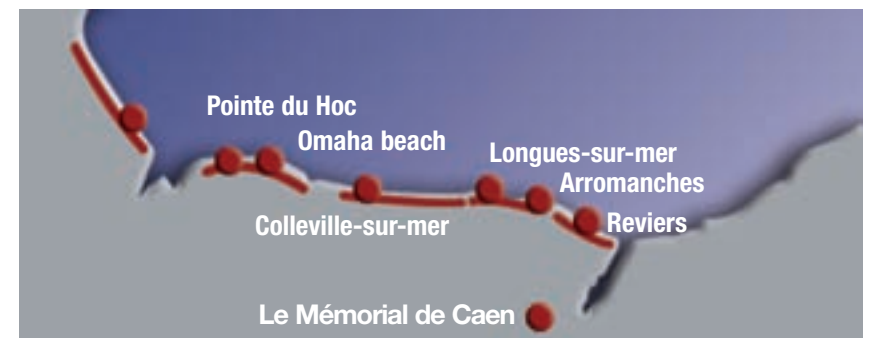 Pointe du Hoc
Omaha beach
Longues-sur-mer
Arromanches
Colleville-sur-mer
Reviers
Le Mémorial de Caen